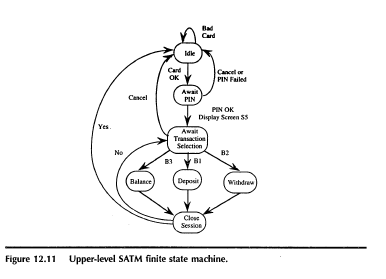 Bad
Card
Idle
Card
OK
Cancel or
PIN Failed
Await
PIN
Cancel
PIN OK
Display Screen S5
Yes
No
Await
Transaction
Selection
B3
B1
B2
Balance
Deposit
Withdraw
Close
Session
Figure 12.11 Upper-level SATM finite state machine.